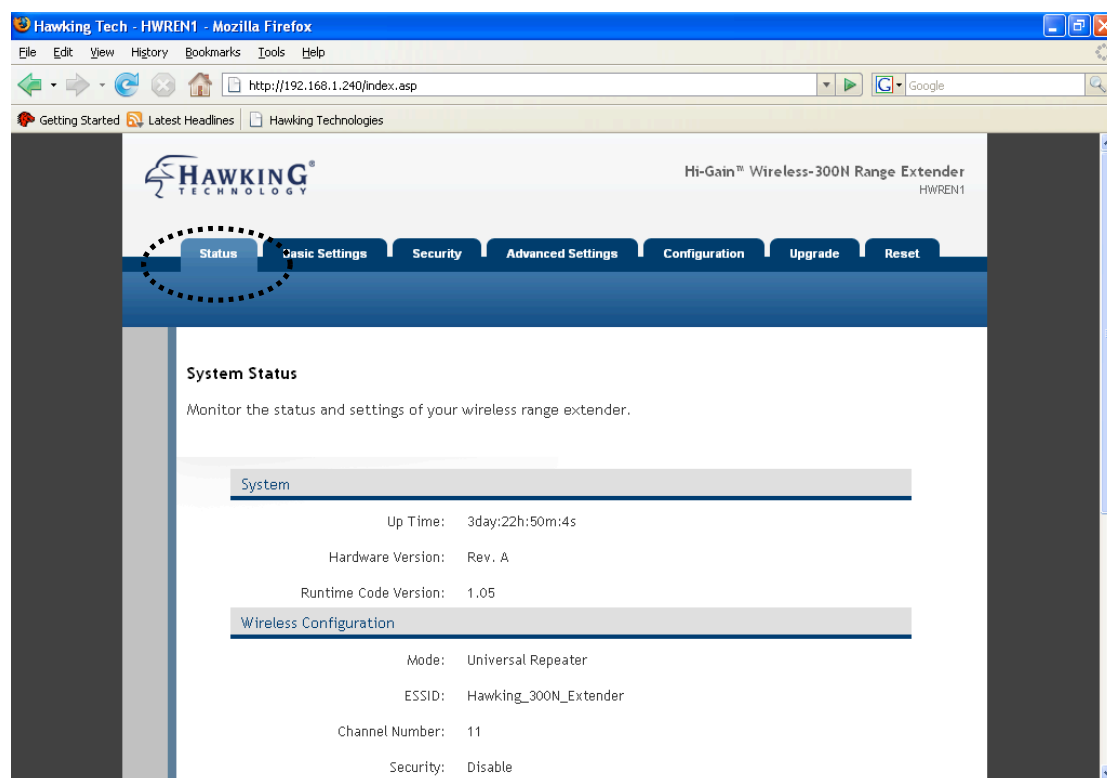 Hawking Tech - HWREN1 - Mozilla Firefox
File Edit View History Bookmarks Tools Help
http://192.168.1.240/index.asp
G Google
Getting Started Latest Headlines Hawking Technologies
HAWKING®
TECHNOLOGY
Hi-Gain™ Wireless-300N Range Extender
HWREN1
Status Basic Settings Security Advanced Settings Configuration Upgrade Reset
System Status
Monitor the status and settings of your wireless range extender.
System
Up Time: 3day:22h:50m:4s
Hardware Version: Rev. A
Runtime Code Version: 1.05
Wireless Configuration
Mode: Universal Repeater
ESSID: Hawking_300N_Extender
Channel Number: 11
Security: Disable